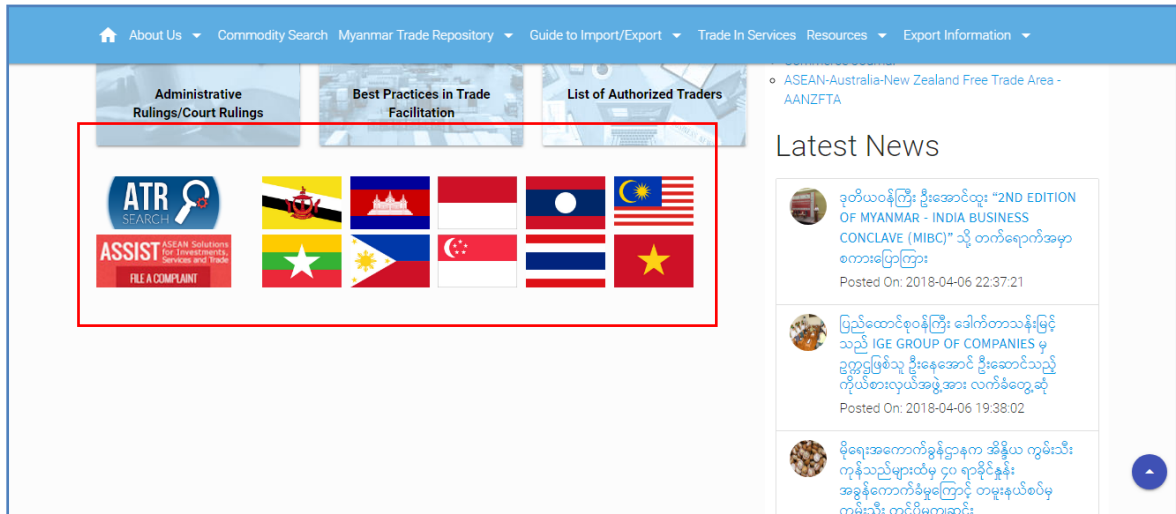 About Us Commodity Search Myanmar Trade Repository Guide to Import/Export Trade In Services Resources Export Information
Administrative
Rulings/Court Rulings
Best Practices in Trade
Facilitation
List of Authorized Traders
ATR
SEARCH
ASSIST ASEAN Solutions
for Investments,
Services and Trade
FILE A COMPLAINT
ASEAN-Australia-New Zealand Free Trade Area -
AANZFTA
Latest News
ဒုတိယဝန်ကြီး ဦးအောင်ထူး “2ND EDITION
OF MYANMAR - INDIA BUSINESS
CONCLAVE (MIBC)” သို့ တက်ရောက်အမှာ
စကားပြောကြား
Posted On: 2018-04-06 22:37:21
ပြည်ထောင်စုဝန်ကြီး ဒေါက်တာသန်းမြင့်
သည် IGE GROUP OF COMPANIES မှ
ဥက္ကဋ္ဌဖြစ်သူ ဦးနေအောင် ဦးဆောင်သည့်
ကိုယ်စားလှယ်အဖွဲ့အား လက်ခံတွေ့ဆုံ
Posted On: 2018-04-06 19:38:02
မိုရေးအကောက်ခွန်ဌာနက အိန္ဒိယ ကွမ်းသီး
ကုန်သည်များထံမှ ၄၀ ရာခိုင်နှုန်း
အခွန်ကောက်ခံမှုကြောင့် တမူးနယ်စပ်မှ